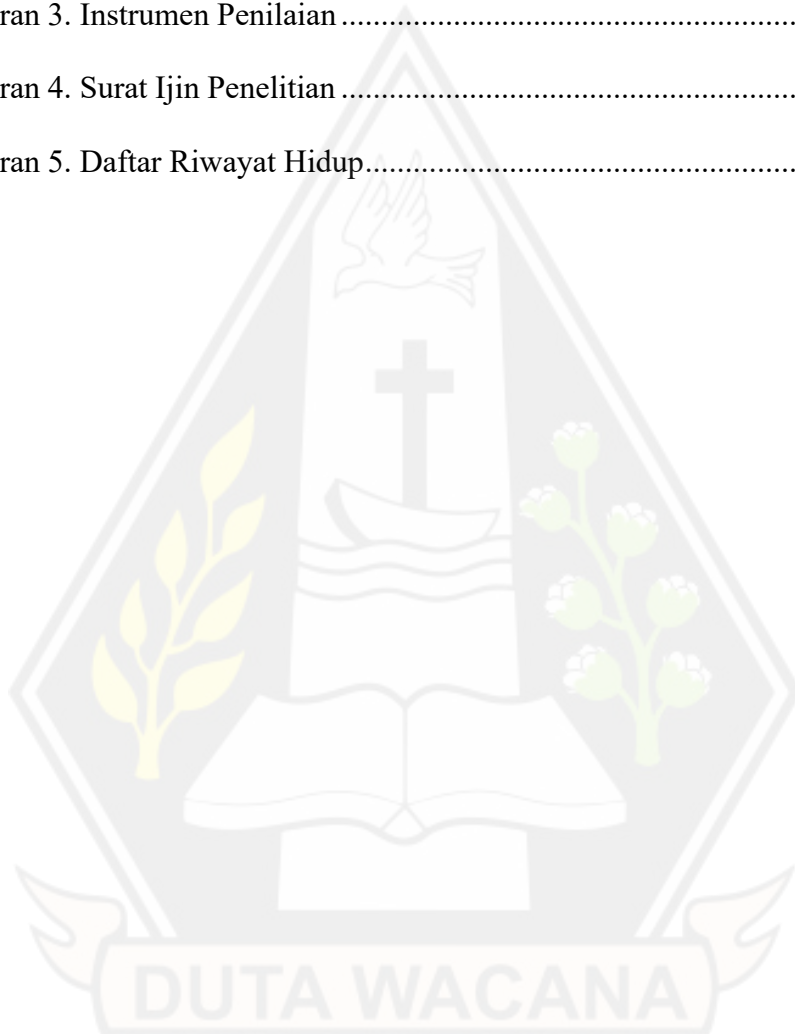 ran 3. Instrumen Penilaian ..........................................................
ran 4. Surat Ijin Penelitian ..........................................................
ran 5. Daftar Riwayat Hidup.......................................................
DUTA WACANA